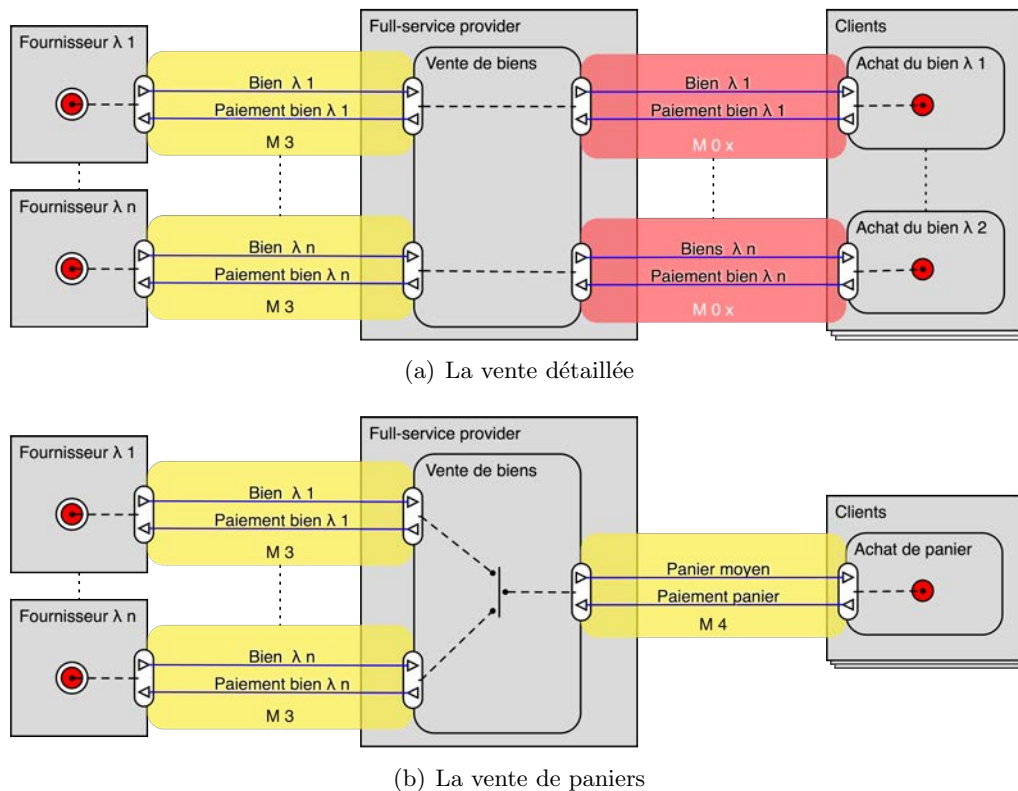 Fournisseur λ 1
Full-service provider
Clients
Vente de biens
Achat du bien λ 1
Bien λ 1
Paiement bien λ 1
M 3
Bien λ 1
Paiement bien λ 1
M 0 x
Fournisseur λ n
Achat du bien λ 2
Bien λ n
Paiement bien λ n
M 3
Biens λ n
Paiement bien λ n
M 0 x
(a) La vente détaillée
Fournisseur λ 1
Full-service provider
Vente de biens
Bien λ 1
Paiement bien λ 1
M 3
Clients
Achat de panier
Panier moyen
Paiement panier
M 4
Fournisseur λ n
Bien λ n
Paiement bien λ n
M 3
(b) La vente de paniers